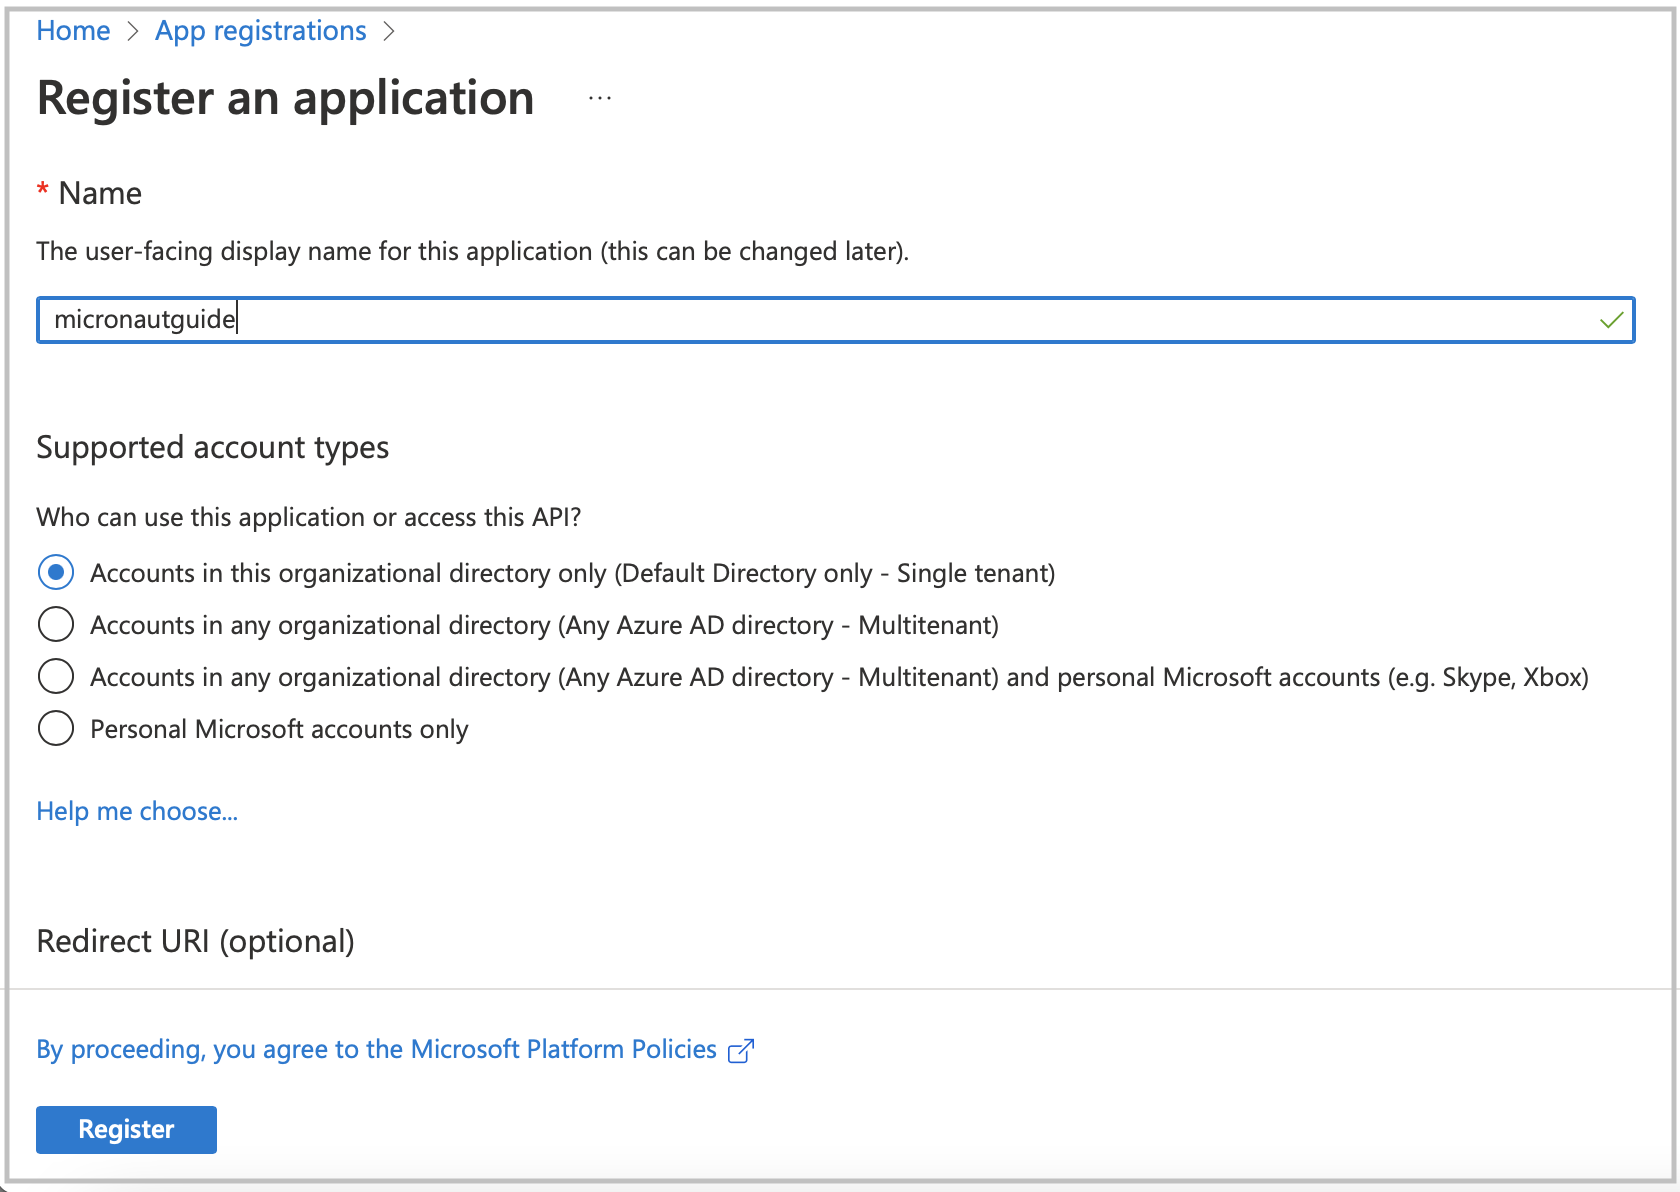 Home > App registrations >
Register an application ...
* Name
The user-facing display name for this application (this can be changed later).
micronautguide
Supported account types
Who can use this application or access this API?
Accounts in this organizational directory only (Default Directory only - Single tenant)
Accounts in any organizational directory (Any Azure AD directory - Multitenant)
Accounts in any organizational directory (Any Azure AD directory - Multitenant) and personal Microsoft accounts (e.g. Skype, Xbox)
Personal Microsoft accounts only
Help me choose...
Redirect URI (optional)
By proceeding, you agree to the Microsoft Platform Policies
Register